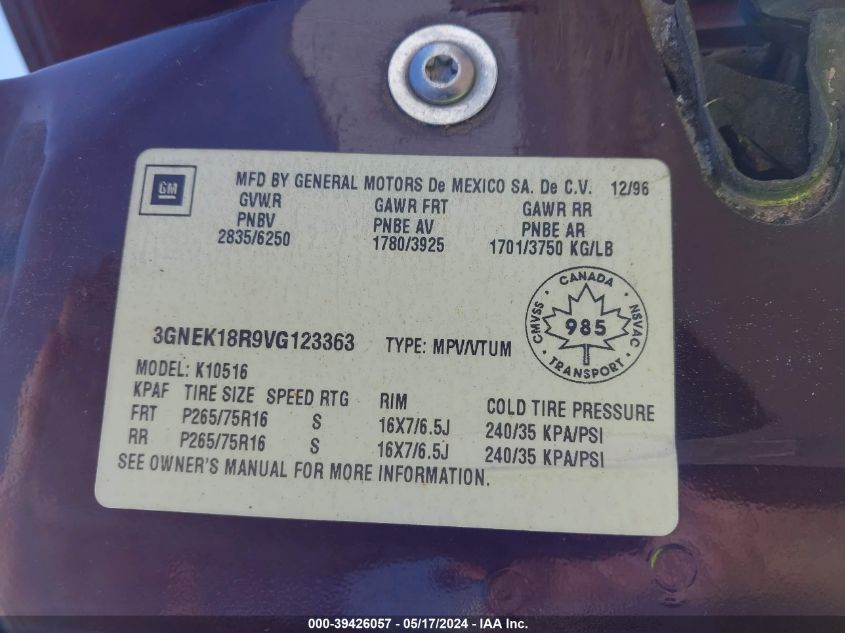 GM
MFD BY GENERAL MOTORS De MEXICO SA. De C.V. 12/96
GVWR GAWR FRT GAWR RR
PNBV PNBE AV PNBE AR
2835/6250 1780/3925 1701/3750 KG/LB
CANADA
CMVSS 985 NSVAC
TRANSPORT
3GNEK18R9VG123363 TYPE: MPV/VTUM
MODEL: K10516
KPAF TIRE SIZE SPEED RTG RIM COLD TIRE PRESSURE
FRT P265/75R16 S 16X7/6.5J 240/35 KPA/PSI
RR P265/75R16 S 16X7/6.5J 240/35 KPA/PSI
SEE OWNER'S MANUAL FOR MORE INFORMATION.
000-39426057 - 05/17/2024 - IAA Inc.